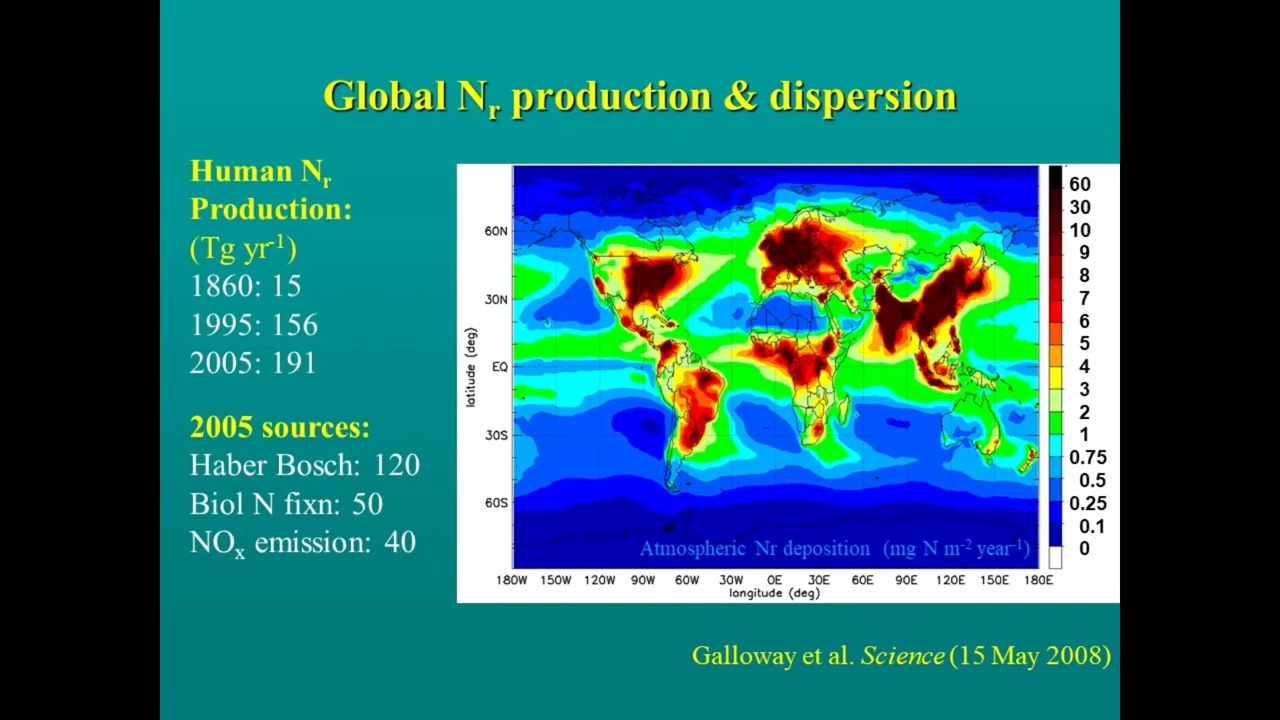 Global Nr production & dispersion
Human Nr
Production:
(Tg yr-1)
1860: 15
1995: 156
2005: 191
2005 sources:
Haber Bosch: 120
Biol N fixn: 50
NOx emission: 40
latitude (deg)
60N
30N
EQ
30S
60S
180W 150W 120W 90W 60W 30W 0E 30E 60E 90E 120E 150E 180E
longitude (deg)
Atmospheric Nr deposition (mg N m-2 year-1)
60
30
10
9
8
7
6
5
4
3
2
1
0.75
0.5
0.25
0.1
0
Galloway et al. Science (15 May 2008)